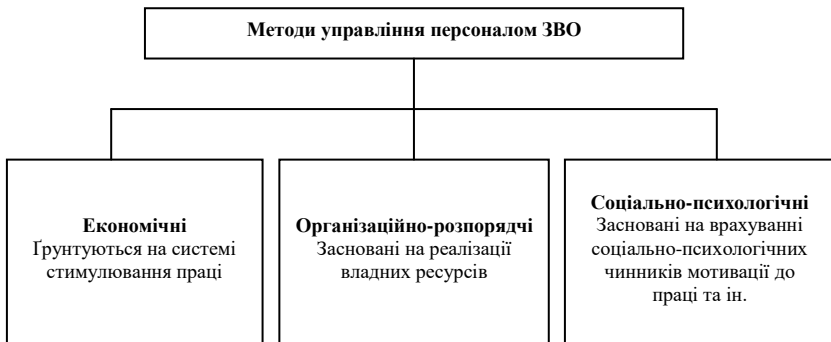 Методи управління персоналом ЗВО
Економічні
Ґрунтуються на системі
стимулювання праці
Організаційно-розпорядчі
Засновані на реалізації
владних ресурсів
Соціально-психологічні
Засновані на врахуванні
соціально-психологічних
чинників мотивації до
праці та ін.